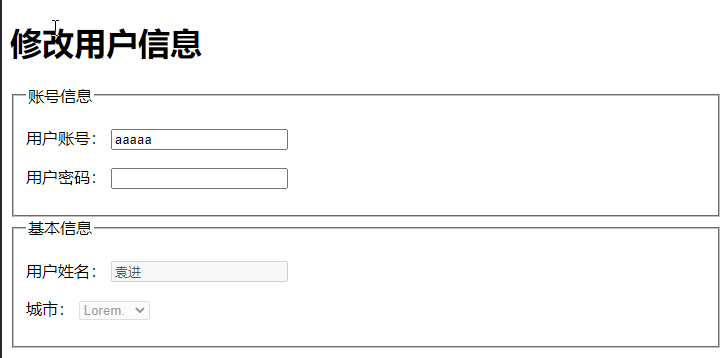 修改用户信息
账号信息
用户账号： aaaaa
用户密码：
基本信息
用户姓名： 袁进
城市： Lorem.